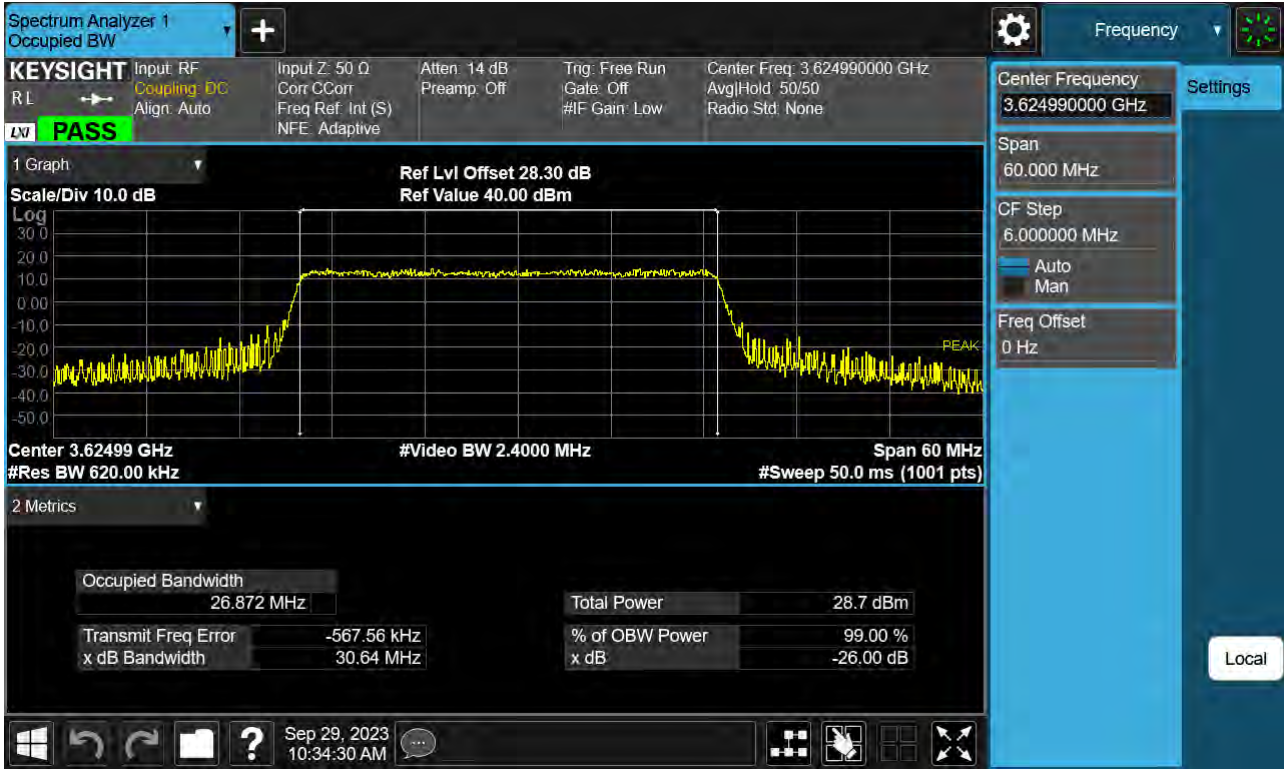 Spectrum Analyzer 1
Occupied BW
+
Frequency
KEYSIGHT
RL
LXI PASS
Input: RF
Coupling: DC
Align: Auto
Input Z: 50 Ω
Corr CCorr
Freq Ref: Int (S)
NFE: Adaptive
Atten: 14 dB
Preamp: Off
Trig: Free Run
Gate: Off
#IF Gain: Low
Center Freq: 3.624990000 GHz
Avg|Hold: 50/50
Radio Std: None
Center Frequency
3.624990000 GHz
Settings
Span
60.000 MHz
CF Step
6.000000 MHz
Auto
Man
Freq Offset
0 Hz
Local
1 Graph
Scale/Div 10.0 dB
Ref Lvl Offset 28.30 dB
Ref Value 40.00 dBm
Log
30.0
20.0
10.0
0.00
-10.0
-20.0
-30.0
-40.0
-50.0
PEAK
Center 3.62499 GHz
#Video BW 2.4000 MHz
Span 60 MHz
#Res BW 620.00 kHz
#Sweep 50.0 ms (1001 pts)
2 Metrics
Occupied Bandwidth
26.872 MHz
Total Power 28.7 dBm
Transmit Freq Error -567.56 kHz
% of OBW Power 99.00 %
x dB Bandwidth 30.64 MHz
x dB -26.00 dB
?
Sep 29, 2023
10:34:30 AM